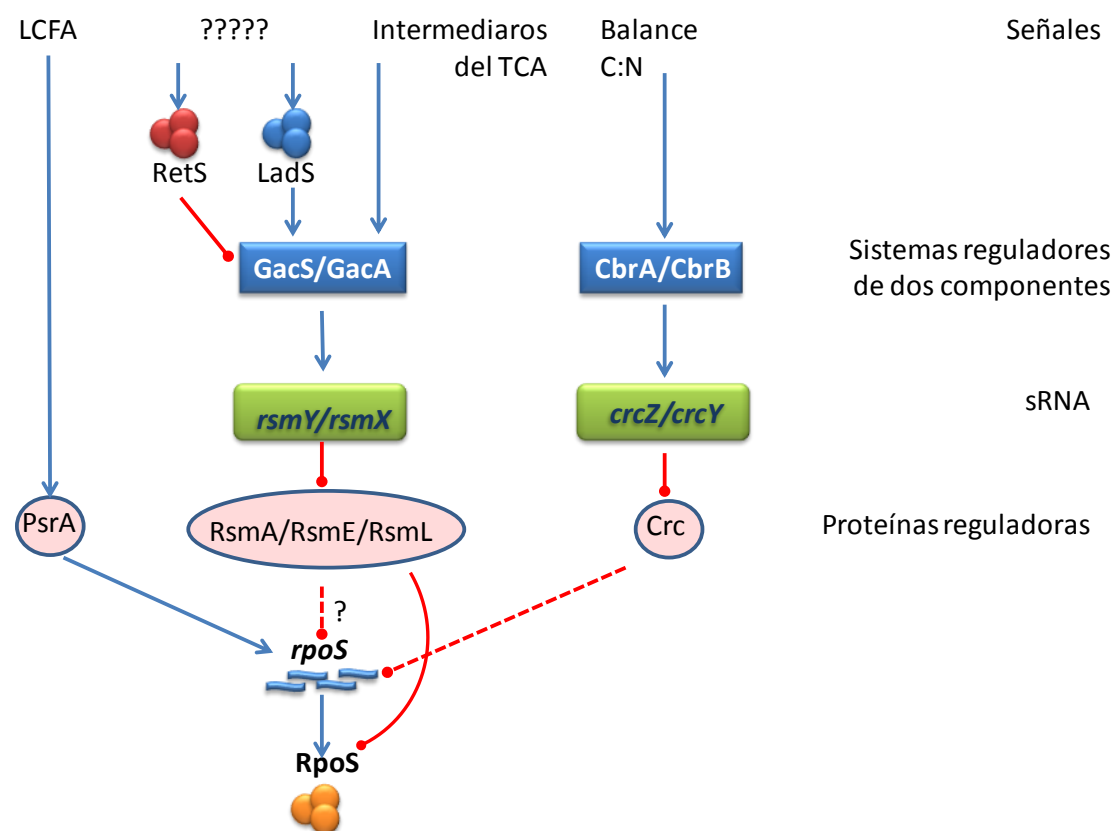 LCFA
?????
Intermediaros
del TCA
Balance
C:N
Señales
RetS
LadS
GacS/GacA
CbrA/CbrB
Sistemas reguladores
de dos componentes
rsmY/rsmX
crcZ/crcY
sRNA
PsrA
RsmA/RsmE/RsmL
Crc
Proteínas reguladoras
?
rpoS
RpoS